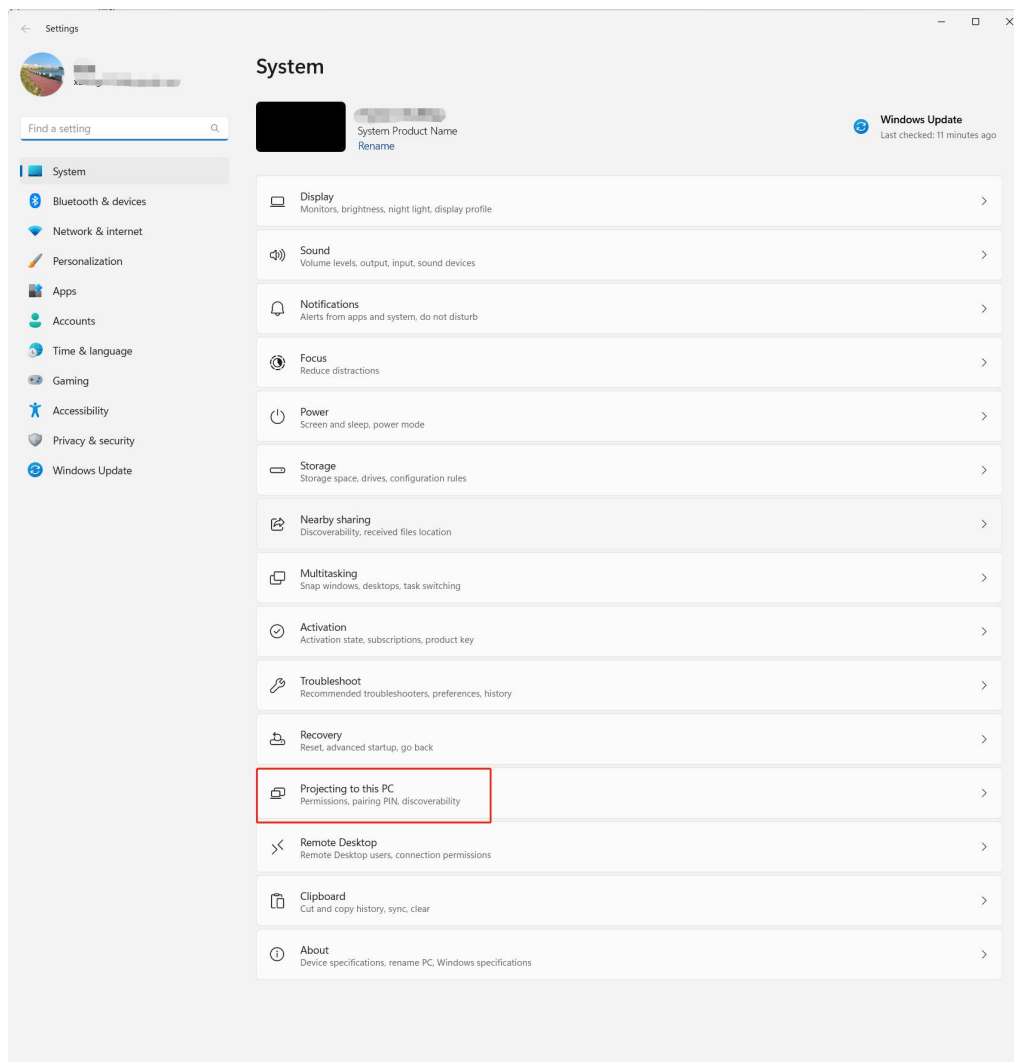 Settings
System
System Product Name
Rename
Windows Update
Last checked: 11 minutes ago
Find a setting
System
Bluetooth & devices
Network & internet
Personalization
Apps
Accounts
Time & language
Gaming
Accessibility
Privacy & security
Windows Update
Display
Monitors, brightness, night light, display profile
Sound
Volume levels, output, input, sound devices
Notifications
Alerts from apps and system, do not disturb
Focus
Reduce distractions
Power
Screen and sleep, power mode
Storage
Storage space, drives, configuration rules
Nearby sharing
Discoverability, received files location
Multitasking
Snap windows, desktops, task switching
Activation
Activation state, subscriptions, product key
Troubleshoot
Recommended troubleshooters, preferences, history
Recovery
Reset, advanced startup, go back
Projecting to this PC
Permissions, pairing PIN, discoverability
Remote Desktop
Remote Desktop users, connection permissions
Clipboard
Cut and copy history, sync, clear
About
Device specifications, rename PC, Windows specifications